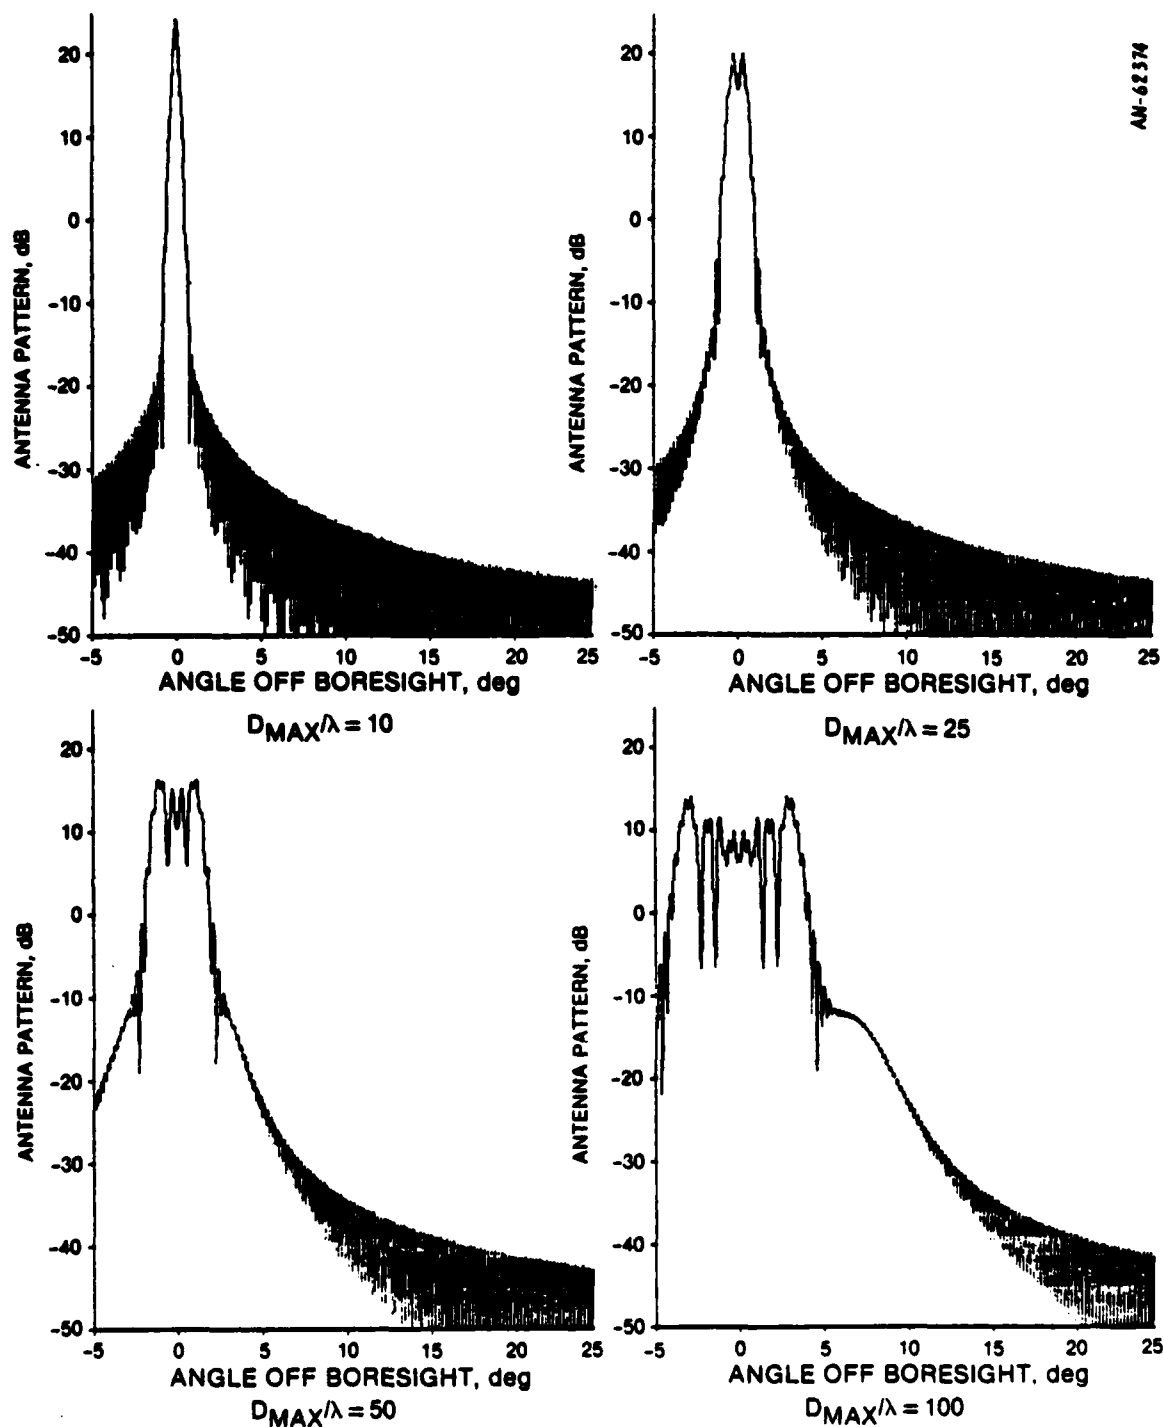 AN-62374
20
10
0
-10
-20
-30
-40
-50
ANTENNA PATTERN, dB
-5 0 5 10 15 20 25
ANGLE OFF BORESIGHT, deg
DMAX/λ = 10
20
10
0
-10
-20
-30
-40
-50
ANTENNA PATTERN, dB
-5 0 5 10 15 20 25
ANGLE OFF BORESIGHT, deg
DMAX/λ = 25
20
10
0
-10
-20
-30
-40
-50
ANTENNA PATTERN, dB
-5 0 5 10 15 20 25
ANGLE OFF BORESIGHT, deg
DMAX/λ = 50
20
10
0
-10
-20
-30
-40
-50
ANTENNA PATTERN, dB
-5 0 5 10 15 20 25
ANGLE OFF BORESIGHT, deg
DMAX/λ = 100